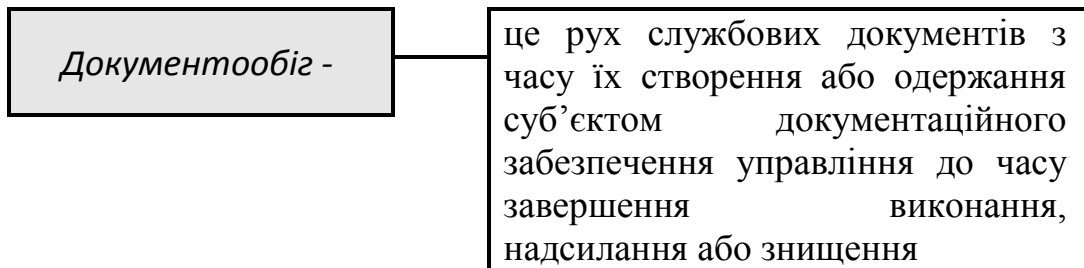 Документообіг -
це рух службових документів з
часу їх створення або одержання
суб’єктом документаційного
забезпечення управління до часу
завершення виконання,
надсилання або знищення